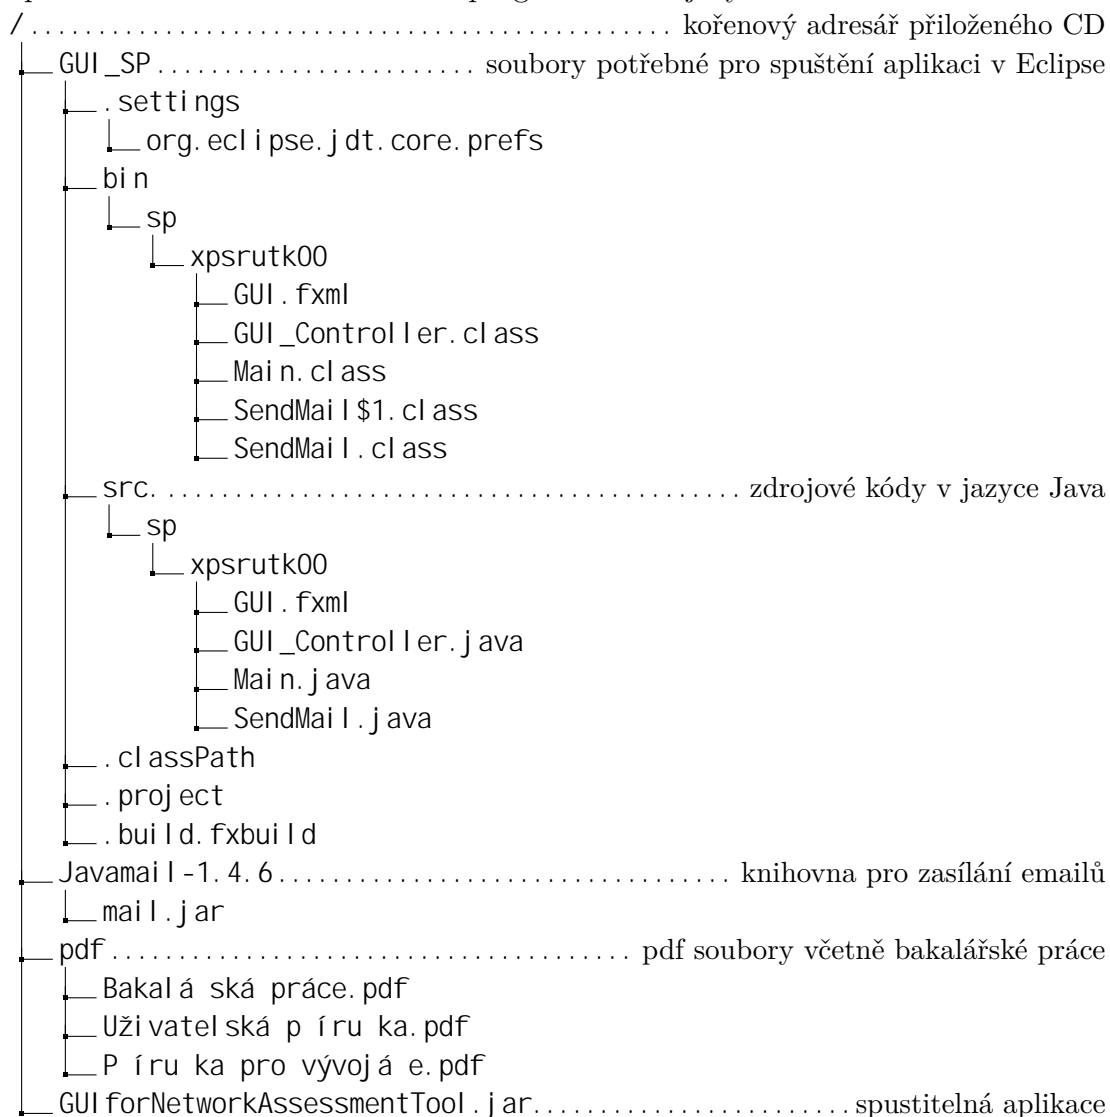 / kořenový adresář přiloženého CD
GUI_SP soubory potřebné pro spuštění aplikaci v Eclipse
.settings
org.eclipse.jdt.core.prefs
bin
sp
xpsrutk00
GUI.fxml
GUI_Controller.class
Main.class
SendMail$1.class
SendMail.class
src zdrojové kódy v jazyce Java
sp
xpsrutk00
GUI.fxml
GUI_Controller.java
Main.java
SendMail.java
.classPath
.project
.build.fxbuild
Javamail-1.4.6 knihovna pro zasílání emailů
mail.jar
pdf pdf soubory včetně bakalářské práce
Bakalá ská práce.pdf
Uživatelská p íru ka.pdf
P íru ka pro vývojá e.pdf
GUIforNetworkAssessmentTool.jar spustitelná aplikace